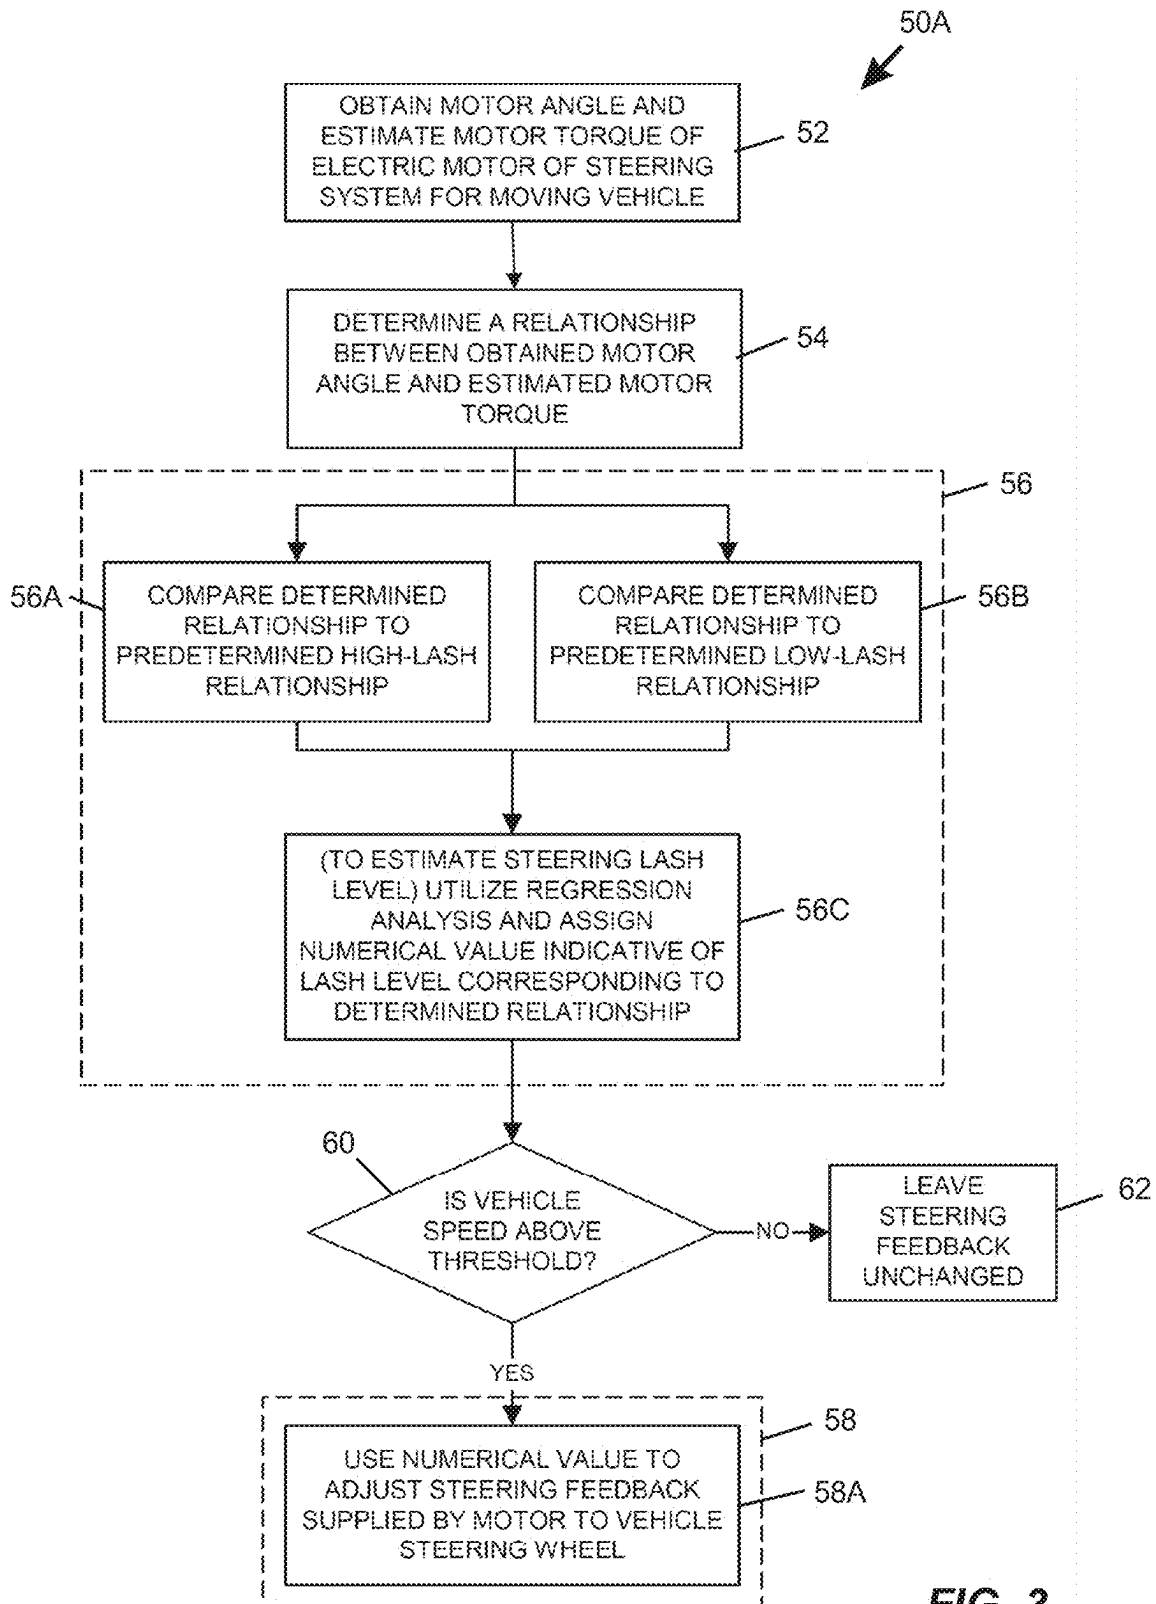 50A
OBTAIN MOTOR ANGLE AND
ESTIMATE MOTOR TORQUE OF
ELECTRIC MOTOR OF STEERING
SYSTEM FOR MOVING VEHICLE
52
DETERMINE A RELATIONSHIP
BETWEEN OBTAINED MOTOR
ANGLE AND ESTIMATED MOTOR
TORQUE
54
56
56A
COMPARE DETERMINED
RELATIONSHIP TO
PREDETERMINED HIGH-LASH
RELATIONSHIP
COMPARE DETERMINED
RELATIONSHIP TO
PREDETERMINED LOW-LASH
RELATIONSHIP
56B
(TO ESTIMATE STEERING LASH
LEVEL) UTILIZE REGRESSION
ANALYSIS AND ASSIGN
NUMERICAL VALUE INDICATIVE OF
LASH LEVEL CORRESPONDING TO
DETERMINED RELATIONSHIP
56C
60
IS VEHICLE
SPEED ABOVE
THRESHOLD?
NO
LEAVE
STEERING
FEEDBACK
UNCHANGED
62
YES
58
USE NUMERICAL VALUE TO
ADJUST STEERING FEEDBACK
SUPPLIED BY MOTOR TO VEHICLE
STEERING WHEEL
58A
FIG.